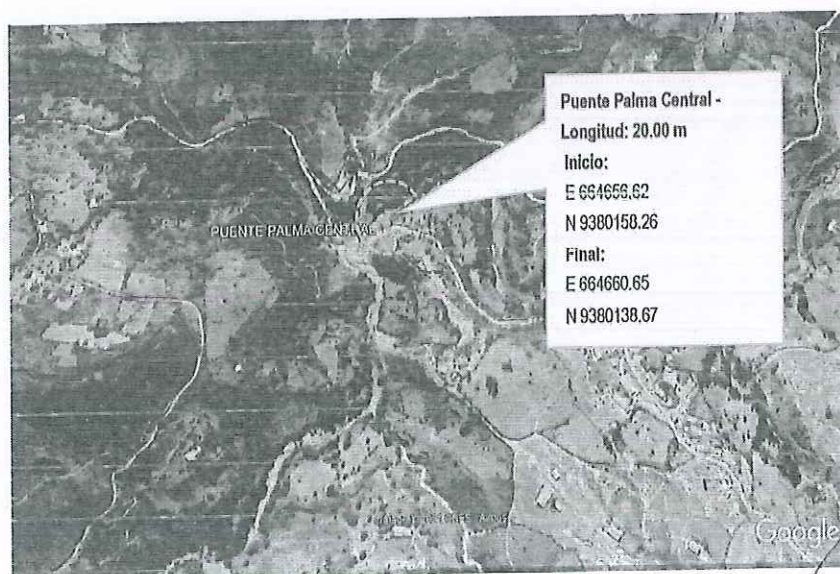 Puente Palma Central -
Longitud: 20.00 m
Inicio:
E 664656.62
N 9380158.26
Final:
E 664660.65
N 9380138.67
PUENTE PALMA CENTRAL
Google